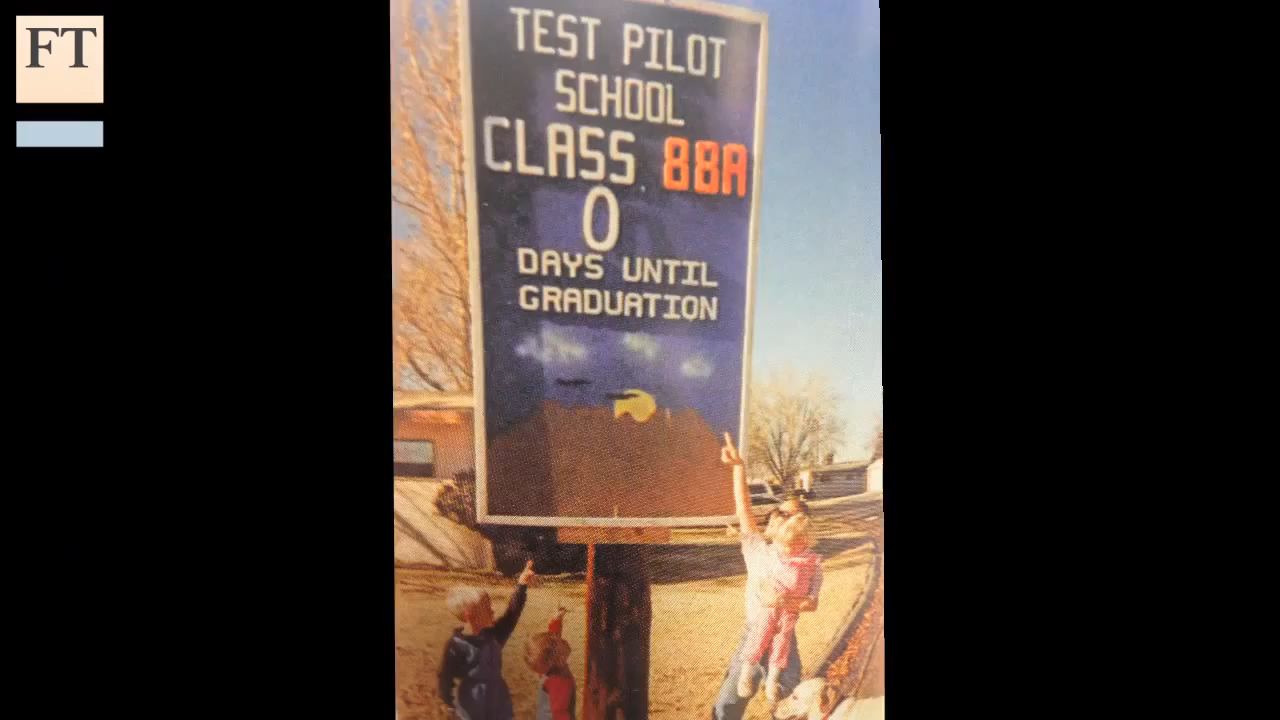 FT
TEST PILOT
SCHOOL
CLASS 88A
0
DAYS UNTIL
GRADUATION